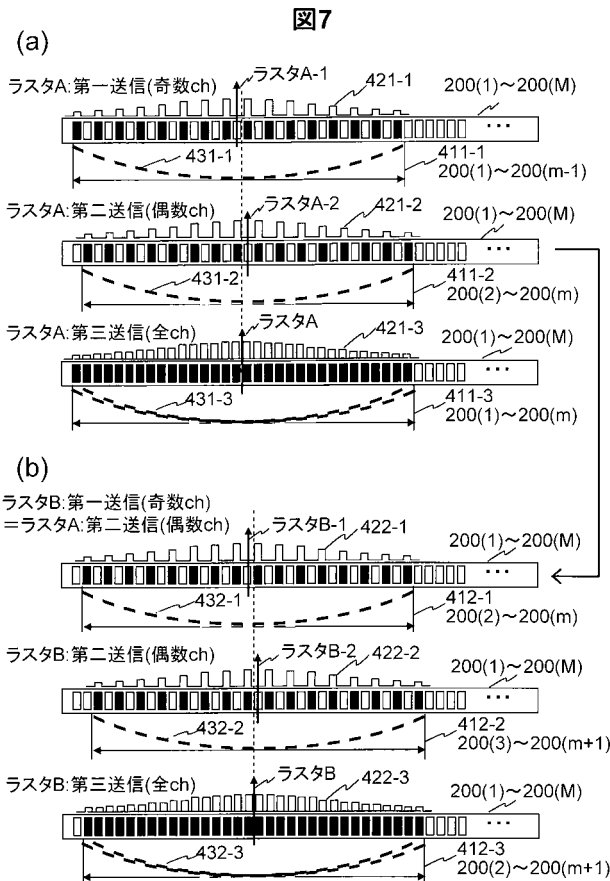 図7
(a)
ラスタA-1
421-1
ラスタA:第一送信(奇数ch)
200(1)～200(M)
･･･
431-1
411-1
200(1)～200(m-1)
ラスタA:第二送信(偶数ch)
ラスタA-2
421-2
200(1)～200(M)
･･･
431-2
411-2
200(2)～200(m)
ラスタA:第三送信(全ch)
ラスタA
421-3
200(1)～200(M)
･･･
431-3
411-3
200(1)～200(m)
(b)
ラスタB:第一送信(奇数ch)
=ラスタA:第二送信(偶数ch)
ラスタB-1
422-1
200(1)～200(M)
･･･
432-1
412-1
200(2)～200(m)
ラスタB:第二送信(偶数ch)
ラスタB-2
422-2
200(1)～200(M)
･･･
432-2
412-2
200(3)～200(m+1)
ラスタB:第三送信(全ch)
ラスタB
422-3
200(1)～200(M)
･･･
432-3
412-3
200(2)～200(m+1)